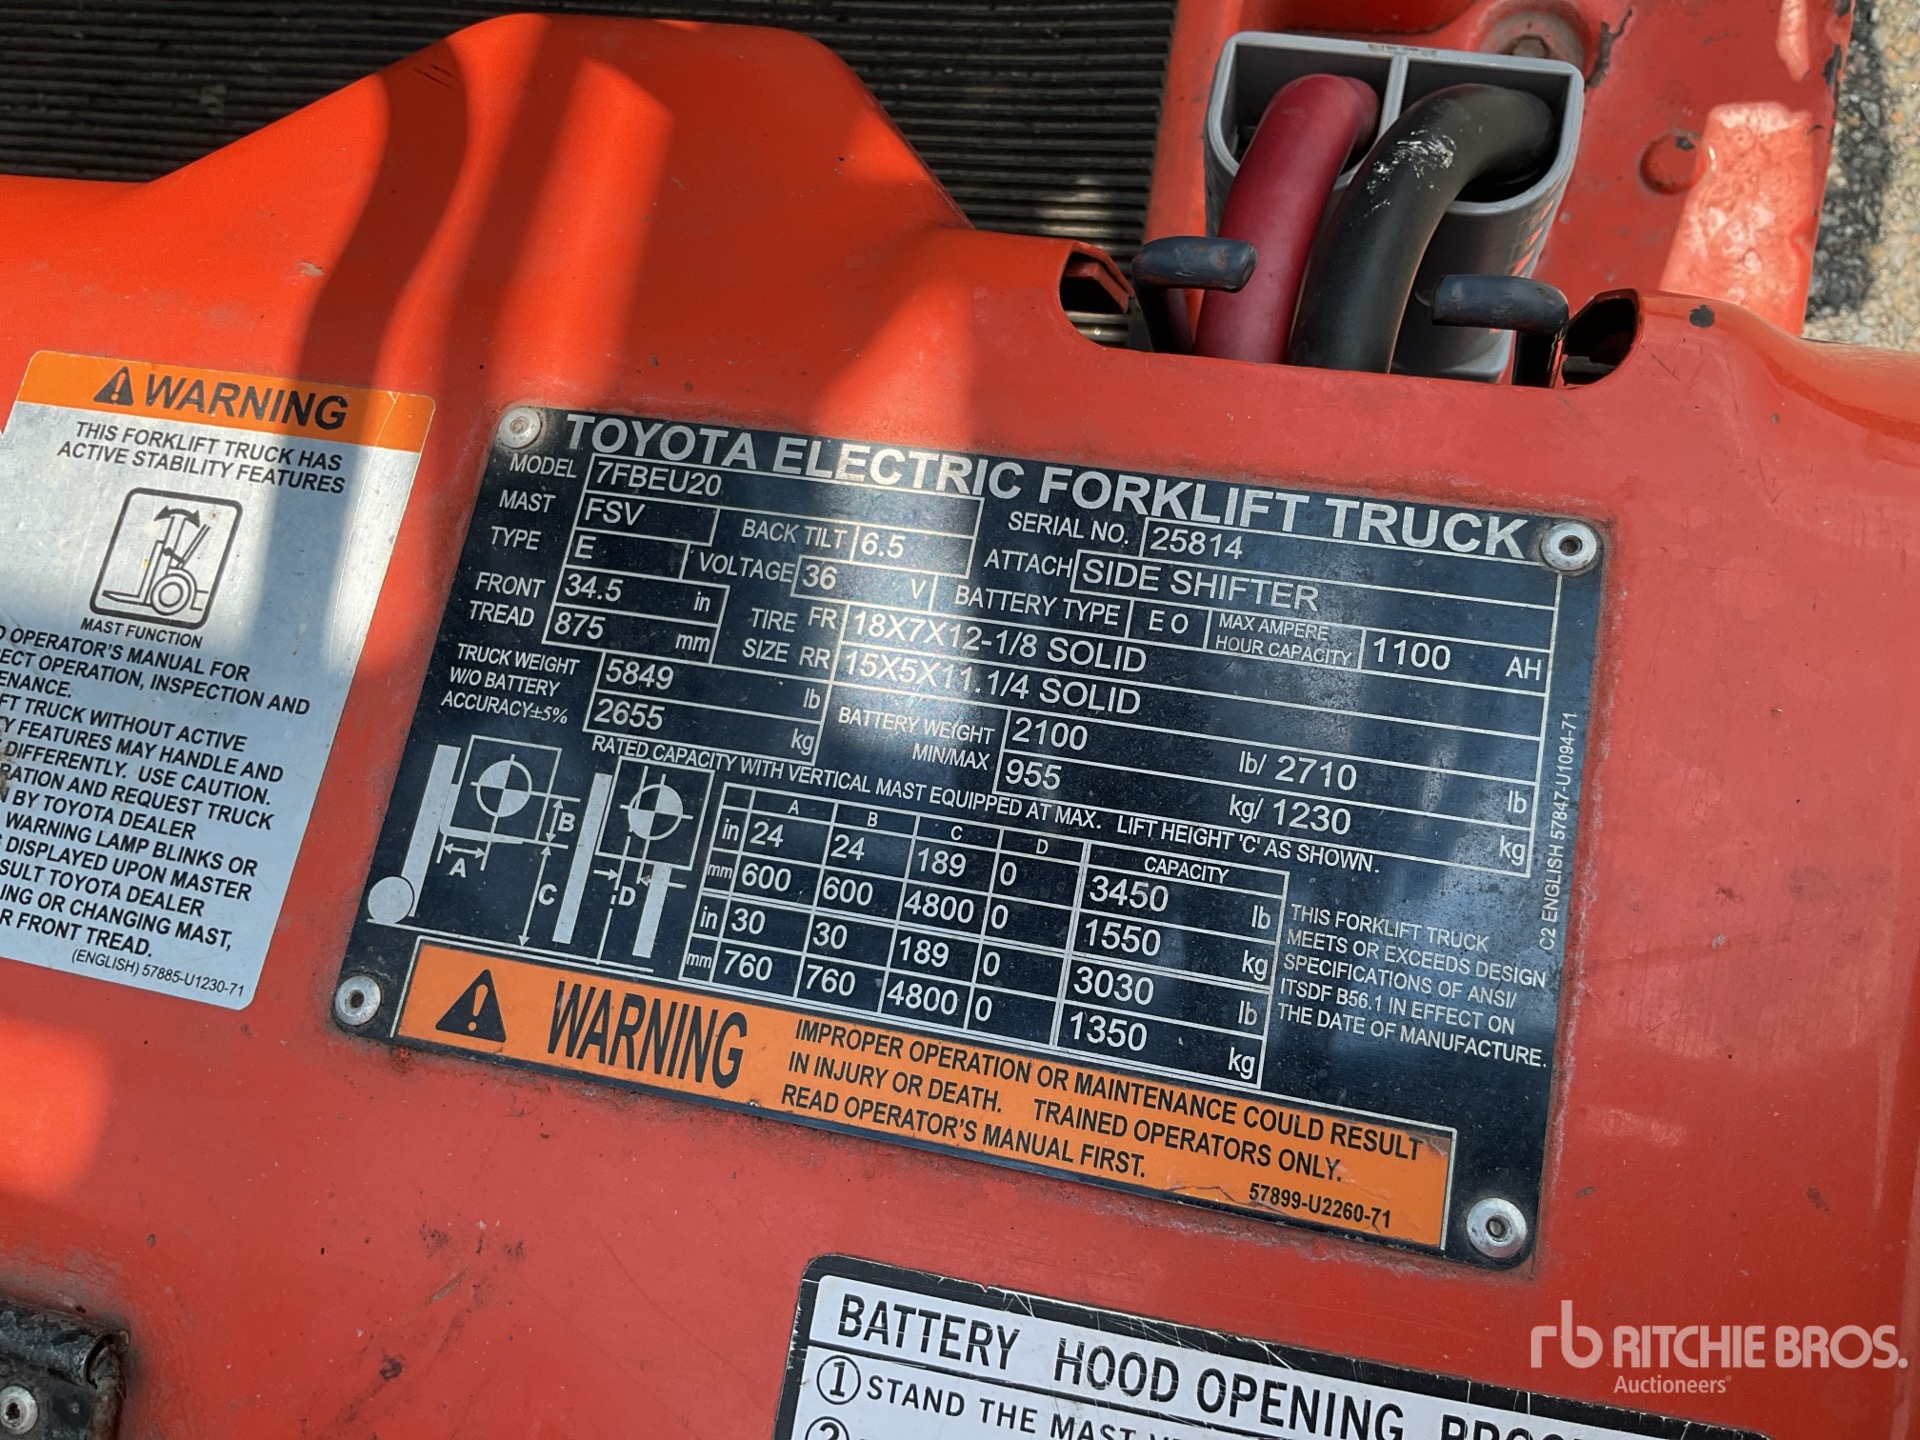 WARNING
THIS FORKLIFT TRUCK HAS
ACTIVE STABILITY FEATURES
MAST FUNCTION
OPERATOR'S MANUAL FOR
OPERATION, INSPECTION AND
TRUCK WITHOUT ACTIVE
FEATURES MAY HANDLE AND
DIFFERENTLY. USE CAUTION.
AND REQUEST TRUCK
BY TOYOTA DEALER
WARNING LAMP BLINKS OR
DISPLAYED UPON MASTER
TOYOTA DEALER
OR CHANGING MAST,
FRONT TREAD.
(ENGLISH) 57885-U1230-71
TOYOTA ELECTRIC FORKLIFT TRUCK
MODEL 7FBEU20 SERIAL NO. 25814
MAST FSV BACK TILT 6.5 ATTACH SIDE SHIFTER
TYPE E VOLTAGE 36 V BATTERY TYPE E O MAX AMPERE HOUR CAPACITY 1100 AH
FRONT TREAD 34.5 in
875 mm
TIRE SIZE FR 18X7X12-1/8 SOLID
RR 15X5X11.1/4 SOLID
TRUCK WEIGHT
W/O BATTERY
ACCURACY±5%
5849 lb
2655 kg
BATTERY WEIGHT
MIN/MAX
2100 lb/ 2710 lb
955 kg/ 1230 kg
RATED CAPACITY WITH VERTICAL MAST EQUIPPED AT MAX. LIFT HEIGHT 'C' AS SHOWN.
A B C D
A B C D CAPACITY
in 24 24 189 0 3450 lb
mm 600 600 4800 0 1550 kg
in 30 30 189 0 3030 lb
mm 760 760 4800 0 1350 kg
THIS FORKLIFT TRUCK
MEETS OR EXCEEDS DESIGN
SPECIFICATIONS OF ANSI/
ITSDF B56.1 IN EFFECT ON
THE DATE OF MANUFACTURE.
C2 ENGLISH 57847-U1094-71
WARNING
IMPROPER OPERATION OR MAINTENANCE COULD RESULT
IN INJURY OR DEATH. TRAINED OPERATORS ONLY.
READ OPERATOR'S MANUAL FIRST.
57899-U2260-71
BATTERY HOOD OPENING
1 STAND THE MAST
2
rb RITCHIE BROS.
Auctioneers